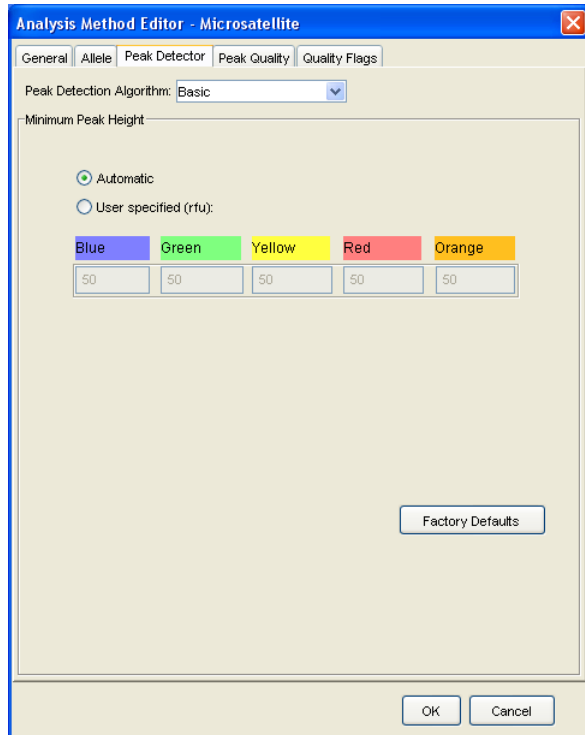 Analysis Method Editor - Microsatellite
General Allele Peak Detector Peak Quality Quality Flags
Peak Detection Algorithm: Basic
Minimum Peak Height
Automatic
User specified (rfu):
Blue Green Yellow Red Orange
50 50 50 50 50
Factory Defaults
OK Cancel